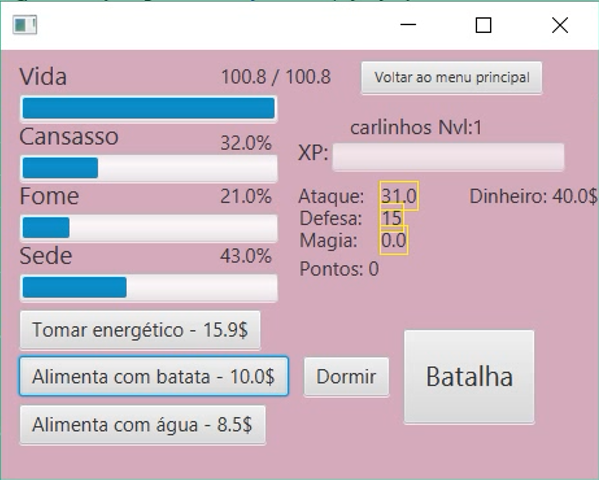 Vida 100.8 / 100.8
Voltar ao menu principal
Cansasso 32.0%
carlinhos Nvl:1
XP:
Fome 21.0%
Ataque: 31.0 Dinheiro: 40.0$
Defesa: 15
Magia: 0.0
Sede 43.0%
Pontos: 0
Tomar energético - 15.9$
Alimenta com batata - 10.0$
Dormir
Batalha
Alimenta com água - 8.5$